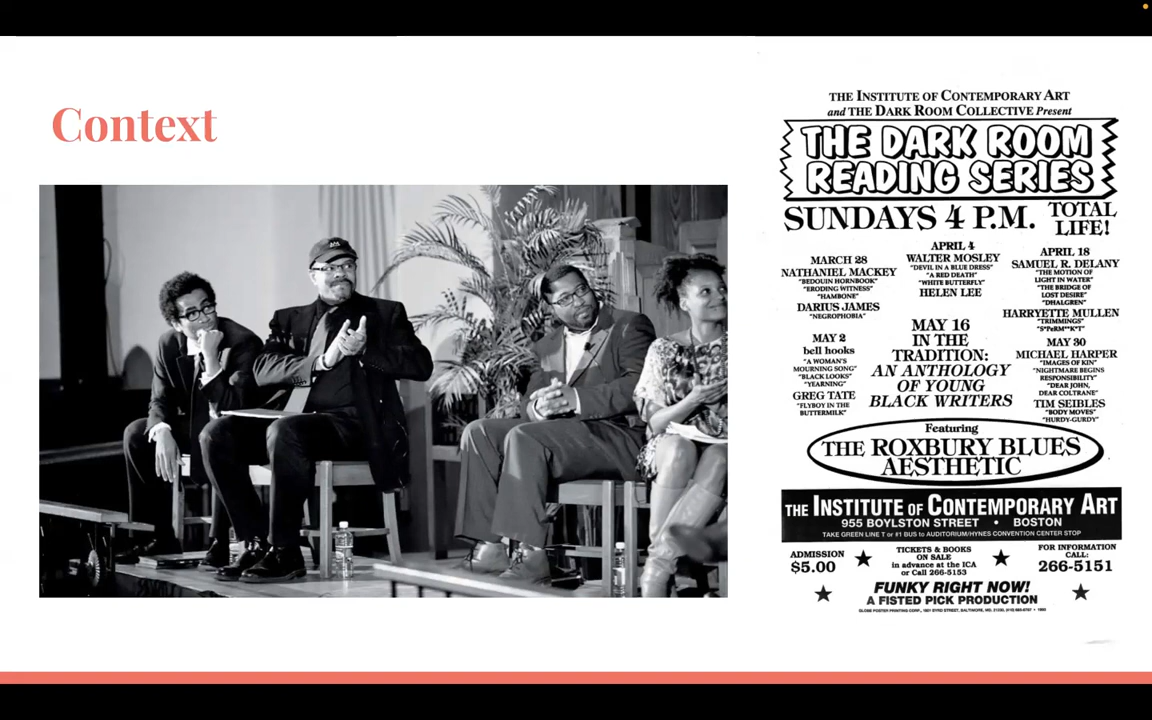 Context
THE INSTITUTE OF CONTEMPORARY ART
and THE DARK ROOM COLLECTIVE Present
THE DARK ROOM
READING SERIES
SUNDAYS 4 P.M.
TOTAL
LIFE!
MARCH 28
NATHANIEL MACKEY
"BEDOUIN HORNBOOK"
"ERODING WITNESS"
"HAMBONE"
DARIUS JAMES
"NEGROPHOBIA"
APRIL 4
WALTER MOSLEY
"DEVIL IN A BLUE DRESS"
"A RED DEATH"
"WHITE BUTTERFLY"
HELEN LEE
APRIL 18
SAMUEL R. DELANY
"THE MOTION OF
LIGHT IN WATER"
"THE BRIDGE OF
LOST DESIRE"
"DHALGREN"
HARRYETTE MULLEN
"TRIMMINGS"
"S*PeRM**K*T"
MAY 2
bell hooks
"A WOMAN'S
MOURNING SONG"
"BLACK LOOKS"
"YEARNING"
GREG TATE
"FLYBOY IN THE
BUTTERMILK"
MAY 16
IN THE
TRADITION:
AN ANTHOLOGY
OF YOUNG
BLACK WRITERS
MAY 30
MICHAEL HARPER
"IMAGES OF KIN"
"NIGHTMARE BEGINS
RESPONSIBILITY"
"DEAR JOHN,
DEAR COLTRANE"
TIM SEIBLES
"BODY MOVES"
"HURDY-GURDY"
Featuring
THE ROXBURY BLUES
AESTHETIC
THE INSTITUTE OF CONTEMPORARY ART
955 BOYLSTON STREET • BOSTON
TAKE GREEN LINE T or #1 BUS to AUDITORIUM/HYNES CONVENTION CENTER STOP
ADMISSION
$5.00
TICKETS & BOOKS
ON SALE
in advance at the ICA
or Call 266-5153
FOR INFORMATION
CALL:
266-5151
FUNKY RIGHT NOW!
A FISTED PICK PRODUCTION